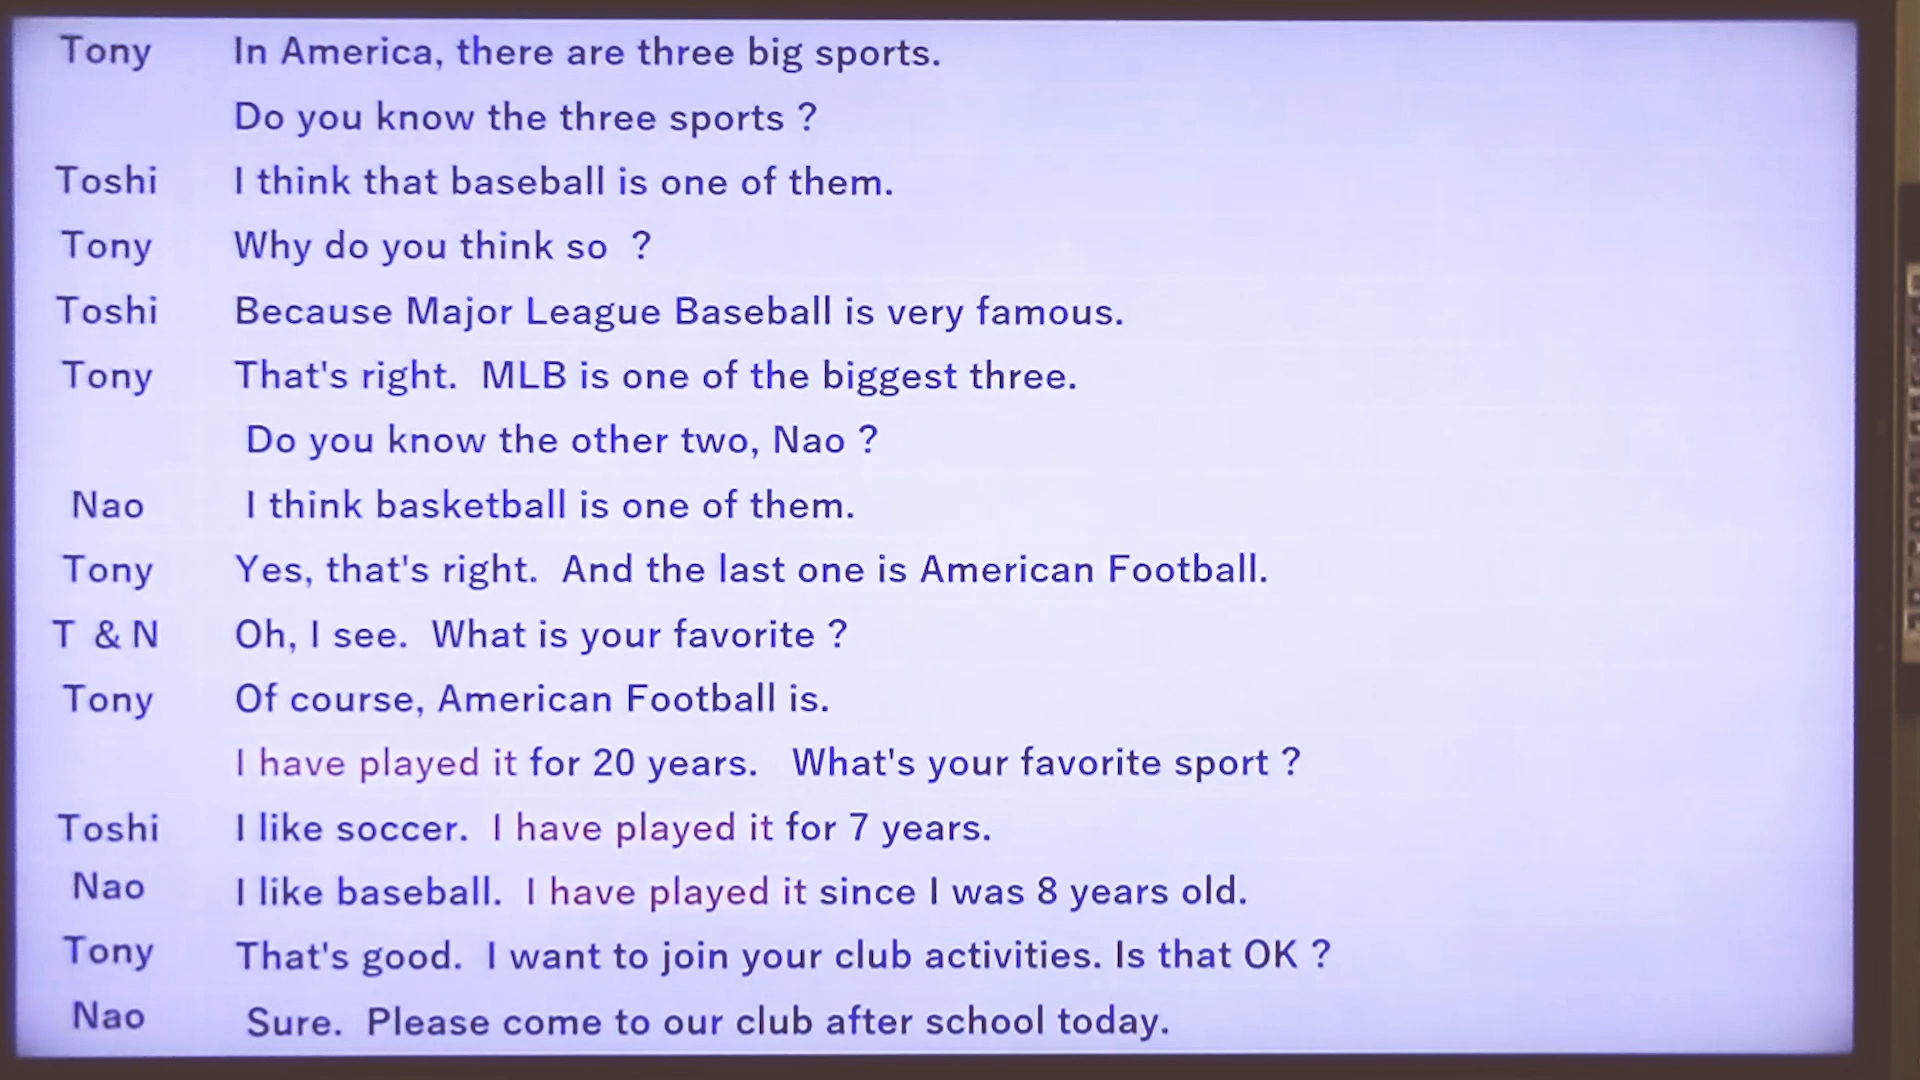 Tony In America, there are three big sports.
Do you know the three sports ?
Toshi I think that baseball is one of them.
Tony Why do you think so ?
Toshi Because Major League Baseball is very famous.
Tony That's right. MLB is one of the biggest three.
Do you know the other two, Nao ?
Nao I think basketball is one of them.
Tony Yes, that's right. And the last one is American Football.
T & N Oh, I see. What is your favorite ?
Tony Of course, American Football is.
I have played it for 20 years. What's your favorite sport ?
Toshi I like soccer. I have played it for 7 years.
Nao I like baseball. I have played it since I was 8 years old.
Tony That's good. I want to join your club activities. Is that OK ?
Nao Sure. Please come to our club after school today.